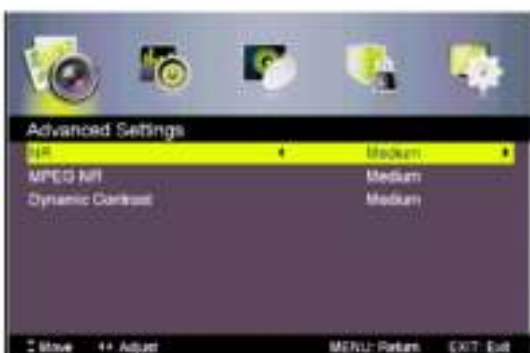 Advanced Settings
NR Medium
MPEG NR Medium
Dynamic Contrast Medium
Move Adjust MENU: Return EXIT: Exit